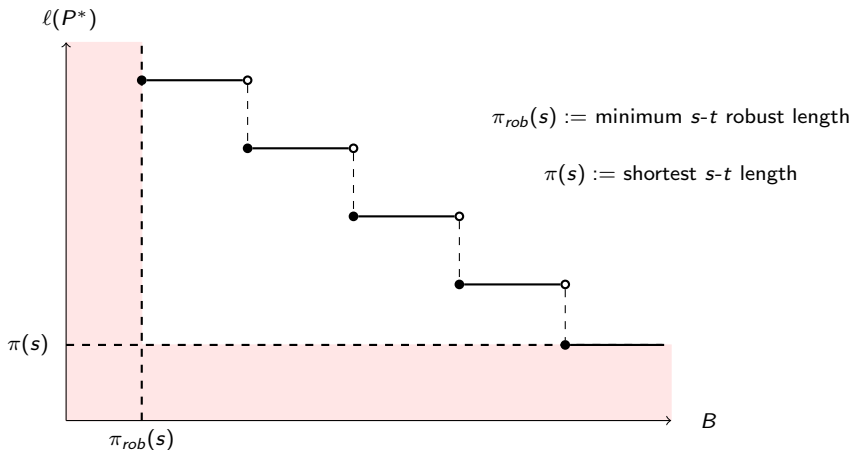 ℓ(P*)
π_rob(s) := minimum s-t robust length
π(s) := shortest s-t length
π(s)
B
π_rob(s)